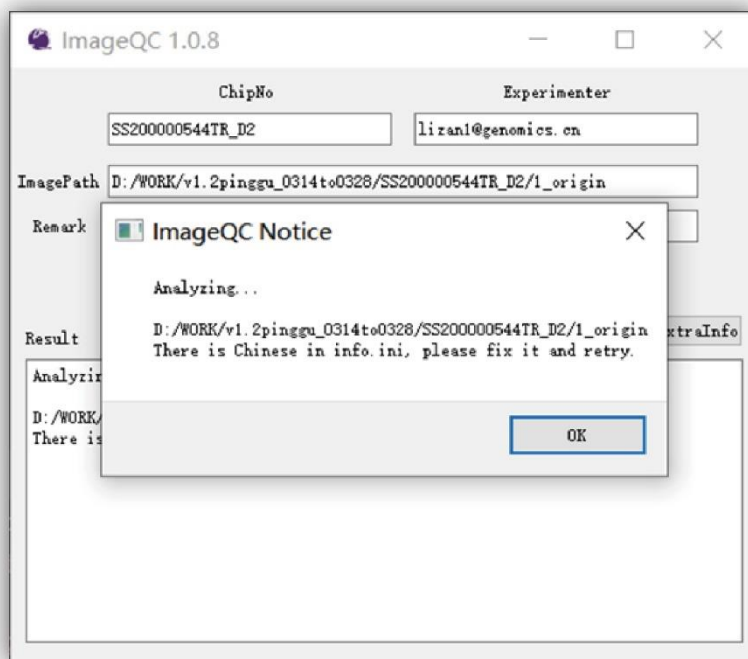 ImageQC 1.0.8
ChipNo Experimenter
SS200000544TR_D2 lizan1@genomics.cn
ImagePath D:/WORK/v1.2pinggu_0314to0328/SS200000544TR_D2/1_origin
Remark
ImageQC Notice
Analyzing...
D:/WORK/v1.2pinggu_0314to0328/SS200000544TR_D2/1_origin
There is Chinese in info.ini, please fix it and retry.
OK
Result xtraInfo
Analyzin
D:/WORK/
There is